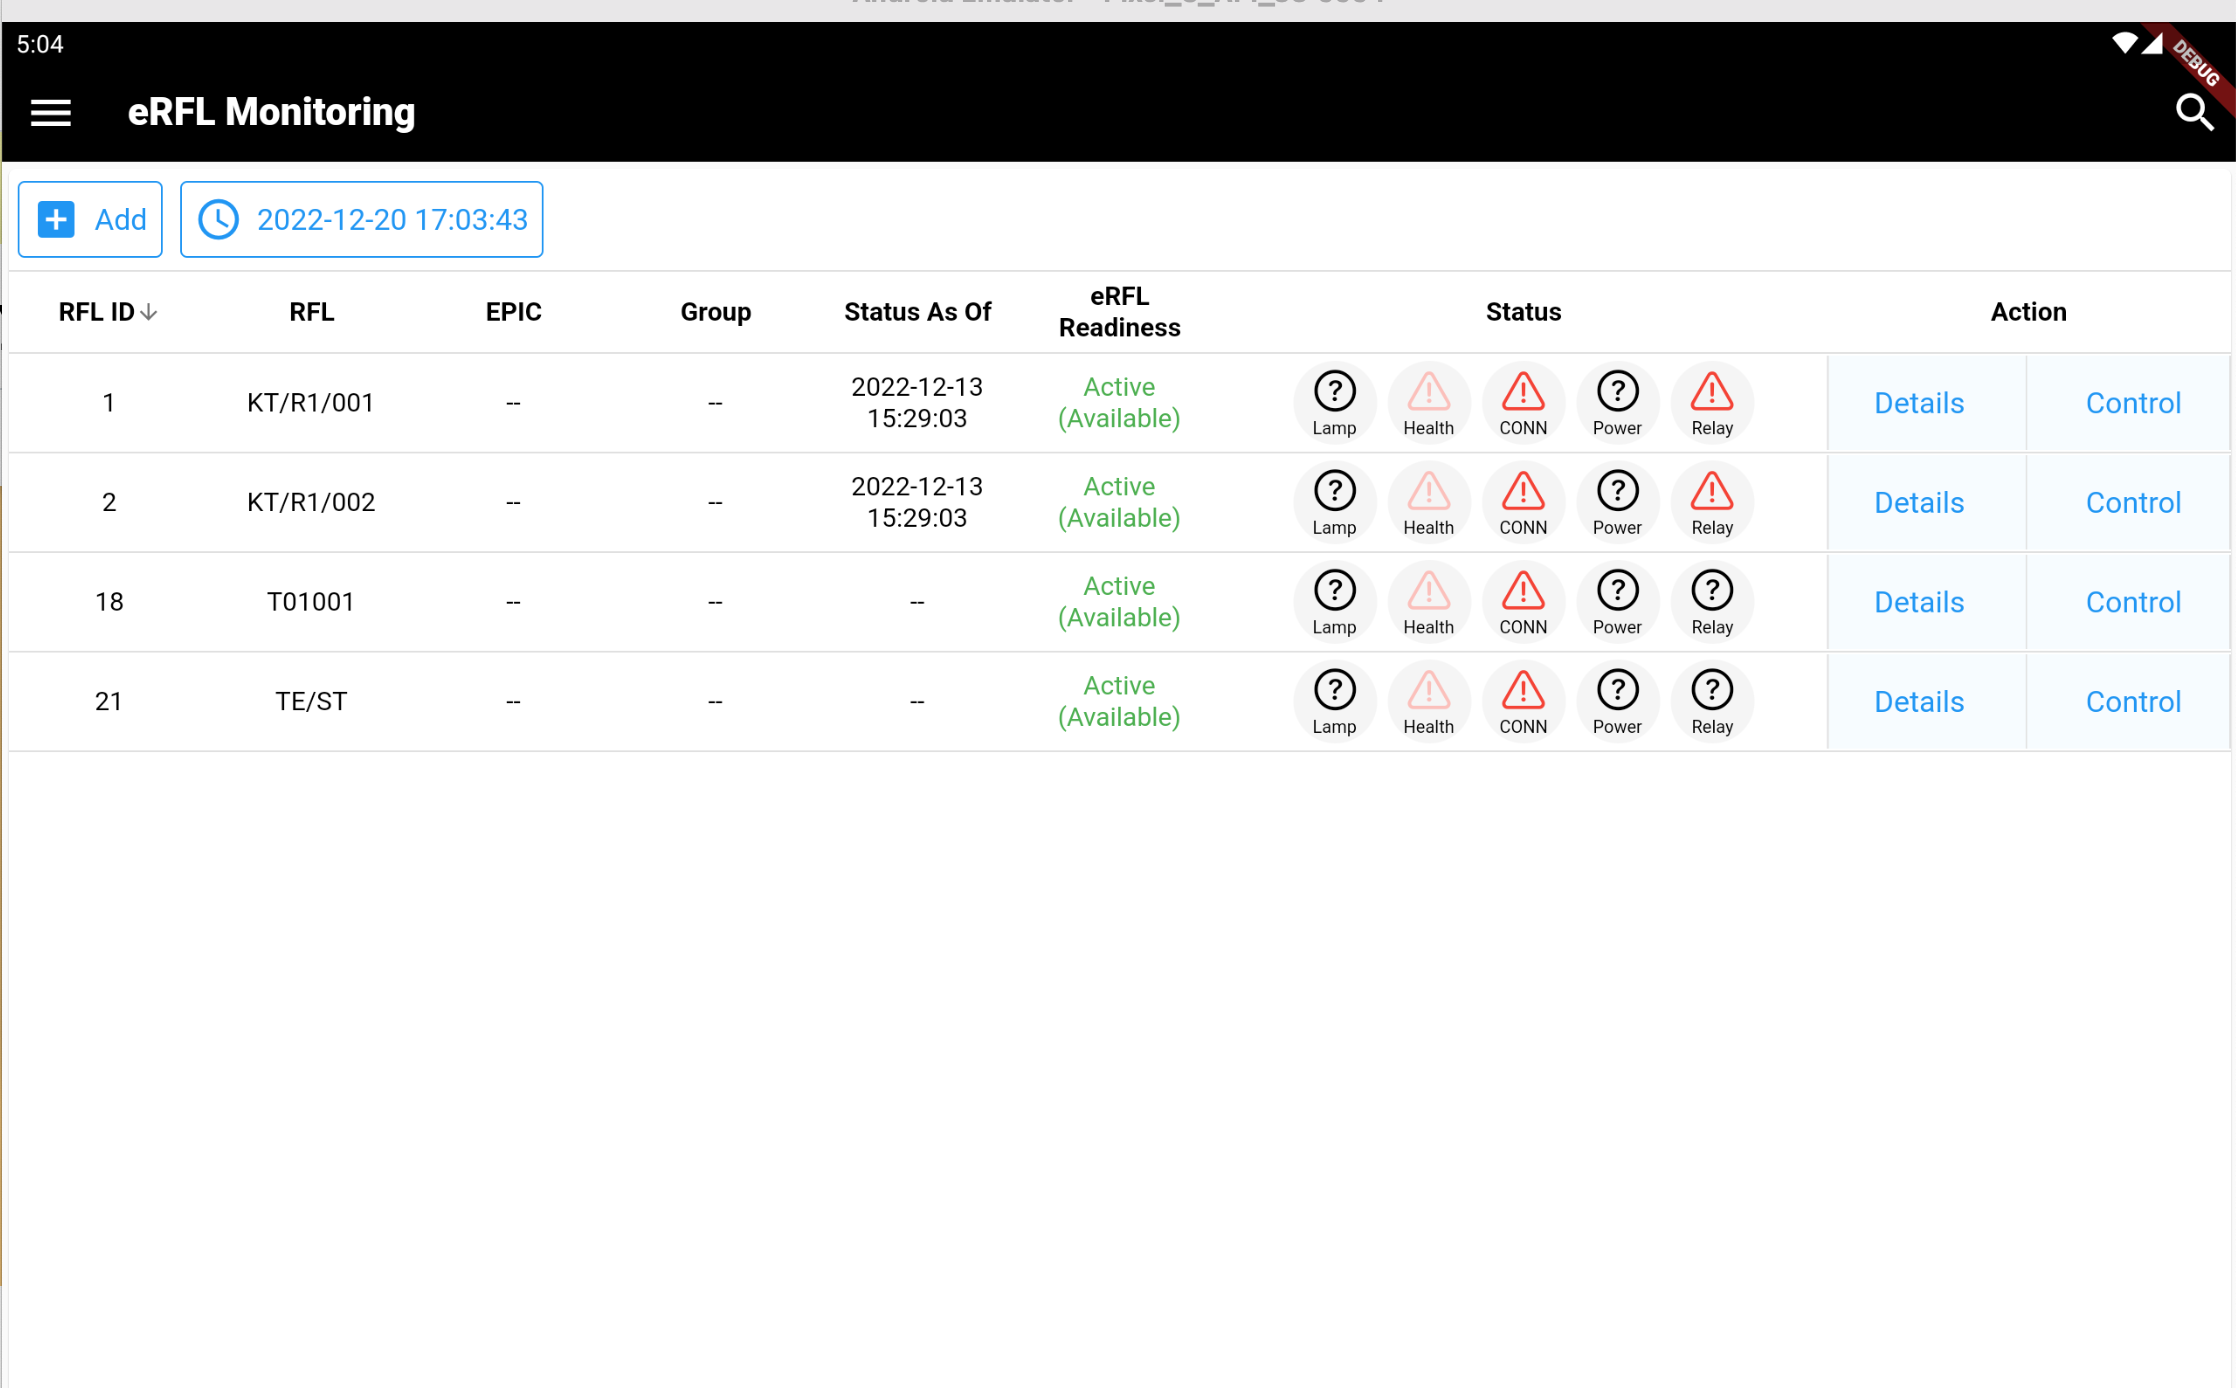 5:04
DEBUG
eRFL Monitoring
Add
2022-12-20 17:03:43
RFL ID RFL EPIC Group Status As Of eRFL Readiness Status Action
1 KT/R1/001 -- -- 2022-12-13 15:29:03 Active (Available) ? Lamp Health CONN ? Power Relay Details Control
2 KT/R1/002 -- -- 2022-12-13 15:29:03 Active (Available) ? Lamp Health CONN ? Power Relay Details Control
18 T01001 -- -- -- Active (Available) ? Lamp Health CONN ? Power ? Relay Details Control
21 TE/ST -- -- -- Active (Available) ? Lamp Health CONN ? Power ? Relay Details Control